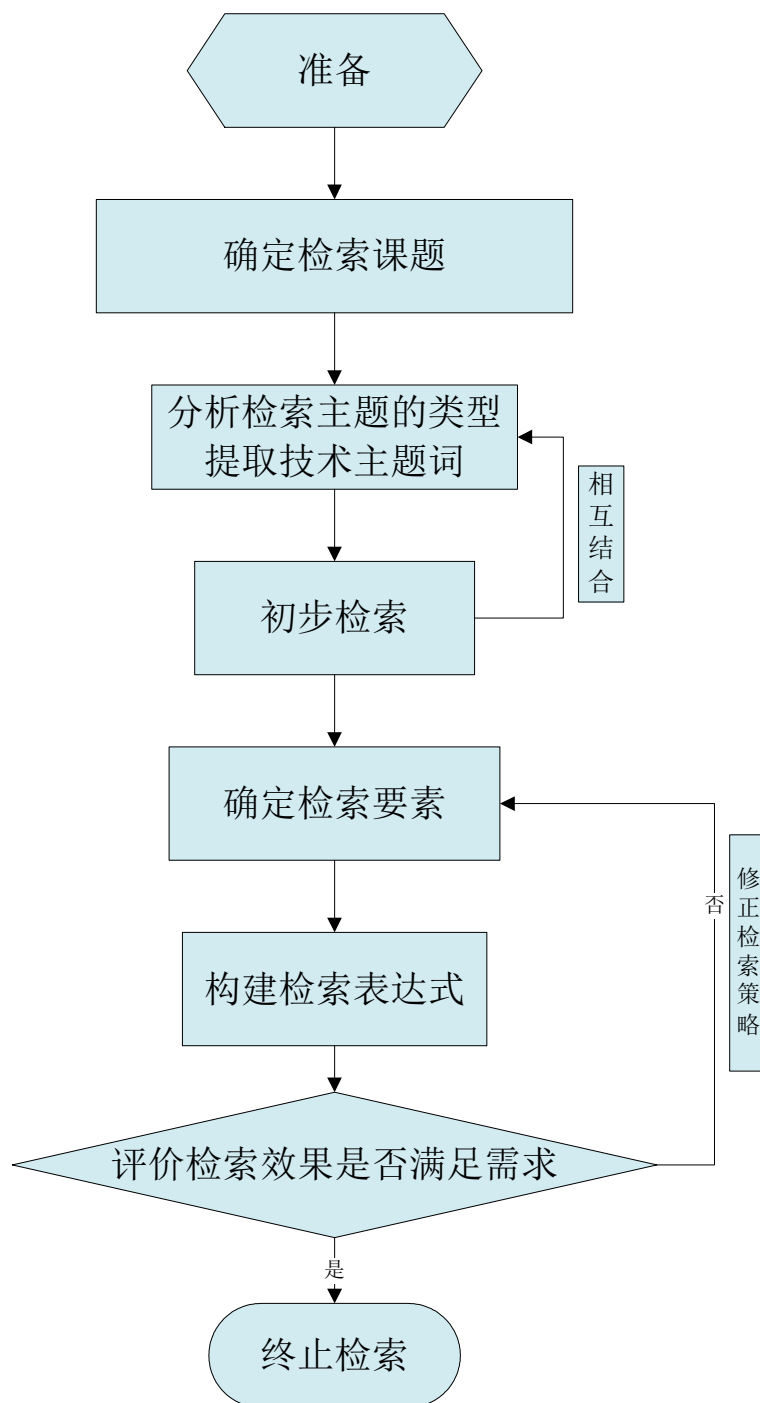 准备
确定检索课题
分析检索主题的类型
提取技术主题词
相互结合
初步检索
确定检索要素
否
修正检索策略
构建检索表达式
评价检索效果是否满足需求
是
终止检索